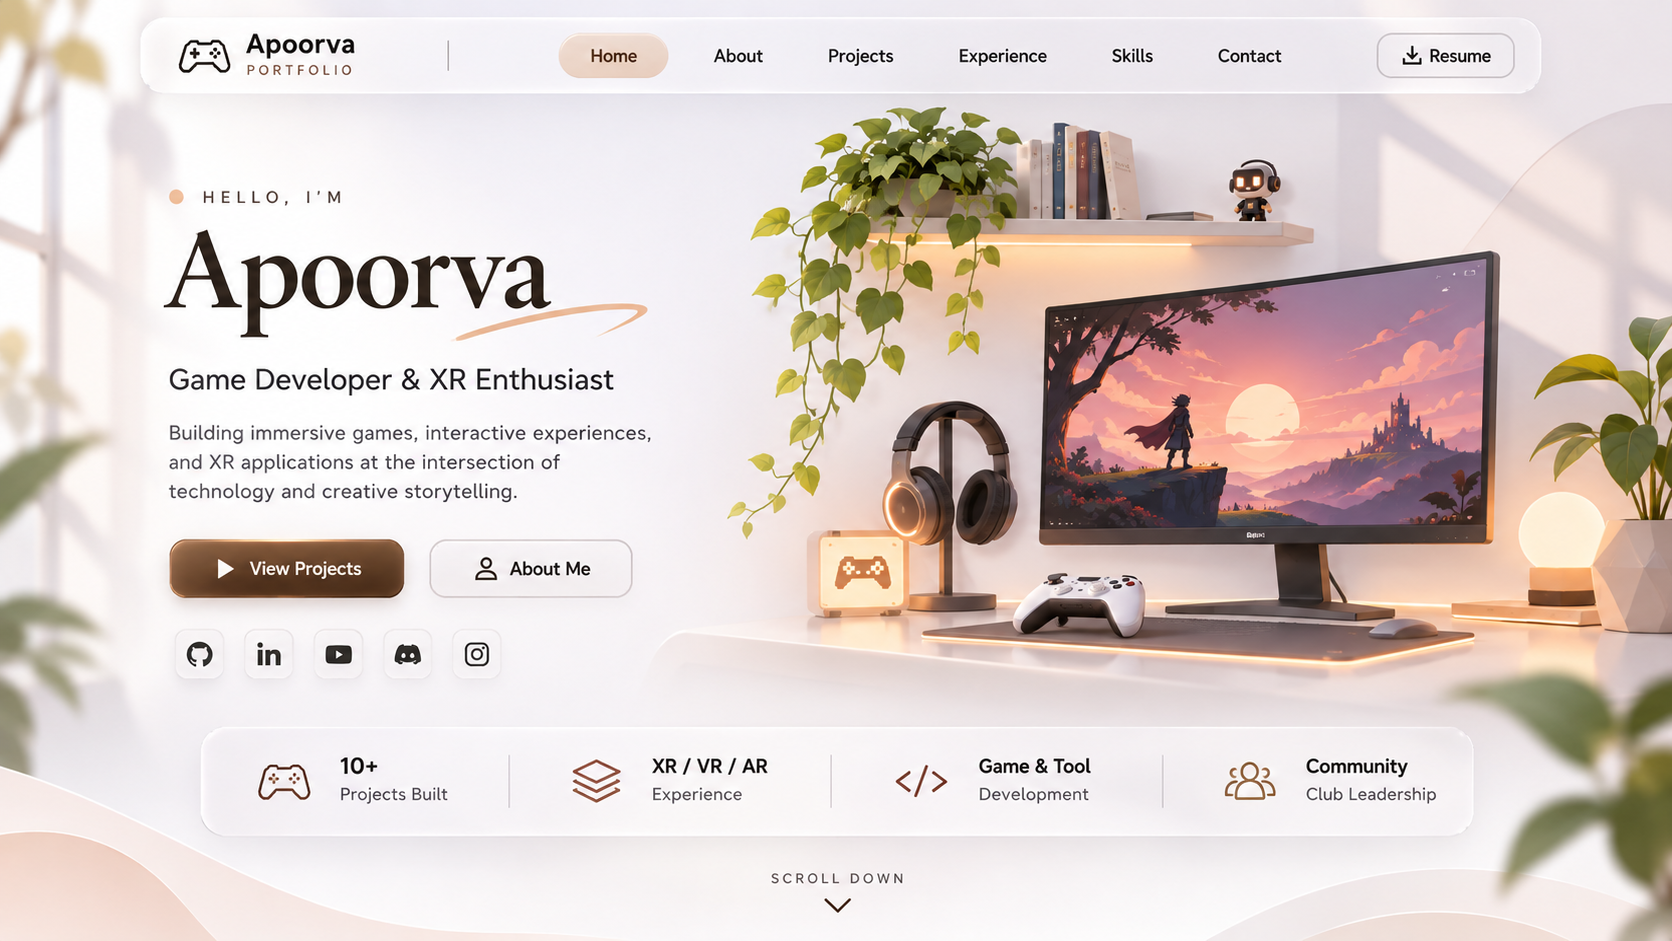 Apoorva
PORTFOLIO
Home
About
Projects
Experience
Skills
Contact
Resume
HELLO, I'M
Apoorva
Game Developer & XR Enthusiast
Building immersive games, interactive experiences,
and XR applications at the intersection of
technology and creative storytelling.
View Projects
About Me
in
10+
Projects Built
XR / VR / AR
Experience
Game & Tool
Development
Community
Club Leadership
SCROLL DOWN